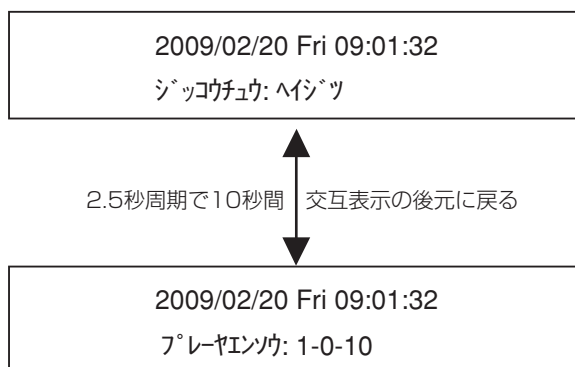 2009/02/20 Fri 09:01:32
ｼﾞｯｺｳﾁｭｳ: ﾍｲｼﾞﾂ
2.5秒周期で10秒間 交互表示の後元に戻る
2009/02/20 Fri 09:01:32
ﾌﾟﾚｰﾔｴﾝｿｳ: 1-0-10